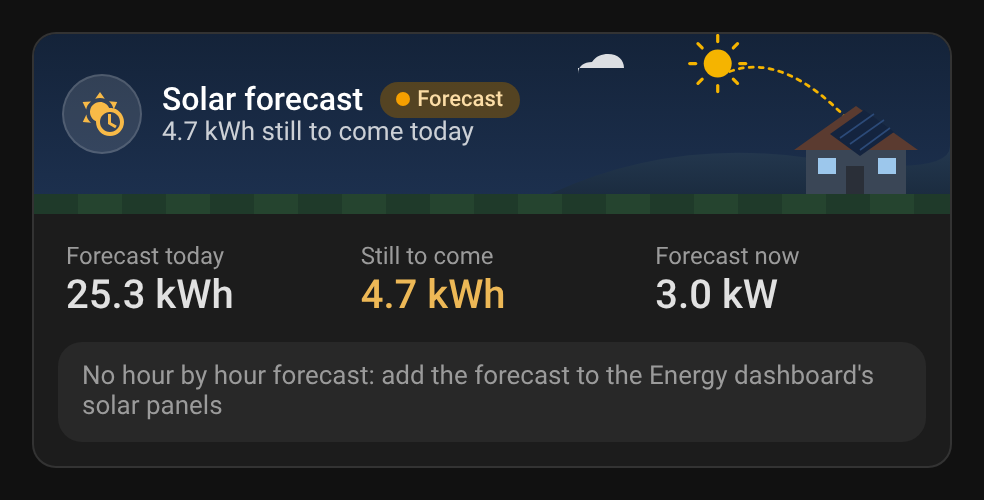 Solar forecast
Forecast
4.7 kWh still to come today
Forecast today
Still to come
Forecast now
25.3 kWh
4.7 kWh
3.0 kW
No hour by hour forecast: add the forecast to the Energy dashboard's
solar panels